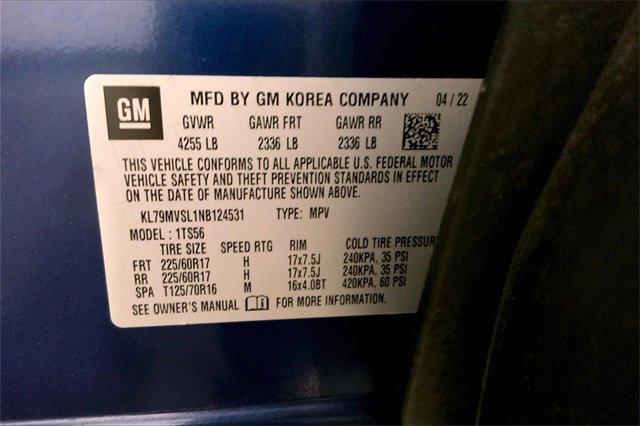 GM
MFD BY GM KOREA COMPANY 04 / 22
GVWR GAWR FRT GAWR RR
4255 LB 2336 LB 2336 LB
THIS VEHICLE CONFORMS TO ALL APPLICABLE U.S. FEDERAL MOTOR
VEHICLE SAFETY AND THEFT PREVENTION STANDARDS IN EFFECT
ON THE DATE OF MANUFACTURE SHOWN ABOVE.
KL79MVSL1NB124531 TYPE: MPV
MODEL: 1TS56
TIRE SIZE SPEED RTG RIM COLD TIRE PRESSUR
FRT 225/60R17 H 17x7.5J 240KPA, 35 PSI
RR 225/60R17 H 17x7.5J 240KPA, 35 PSI
SPA T125/70R16 M 16x4.0BT 420KPA, 60 PSI
SEE OWNER'S MANUAL FOR MORE INFORMATION.